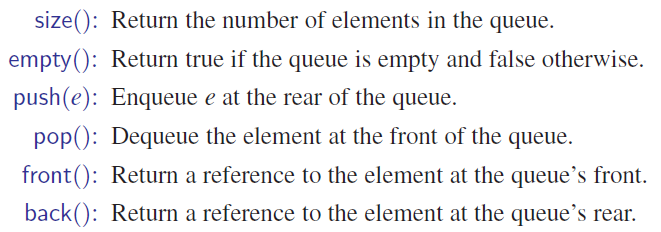 size(): Return the number of elements in the queue.
empty(): Return true if the queue is empty and false otherwise.
push(e): Enqueue e at the rear of the queue.
pop(): Dequeue the element at the front of the queue.
front(): Return a reference to the element at the queue's front.
back(): Return a reference to the element at the queue's rear.